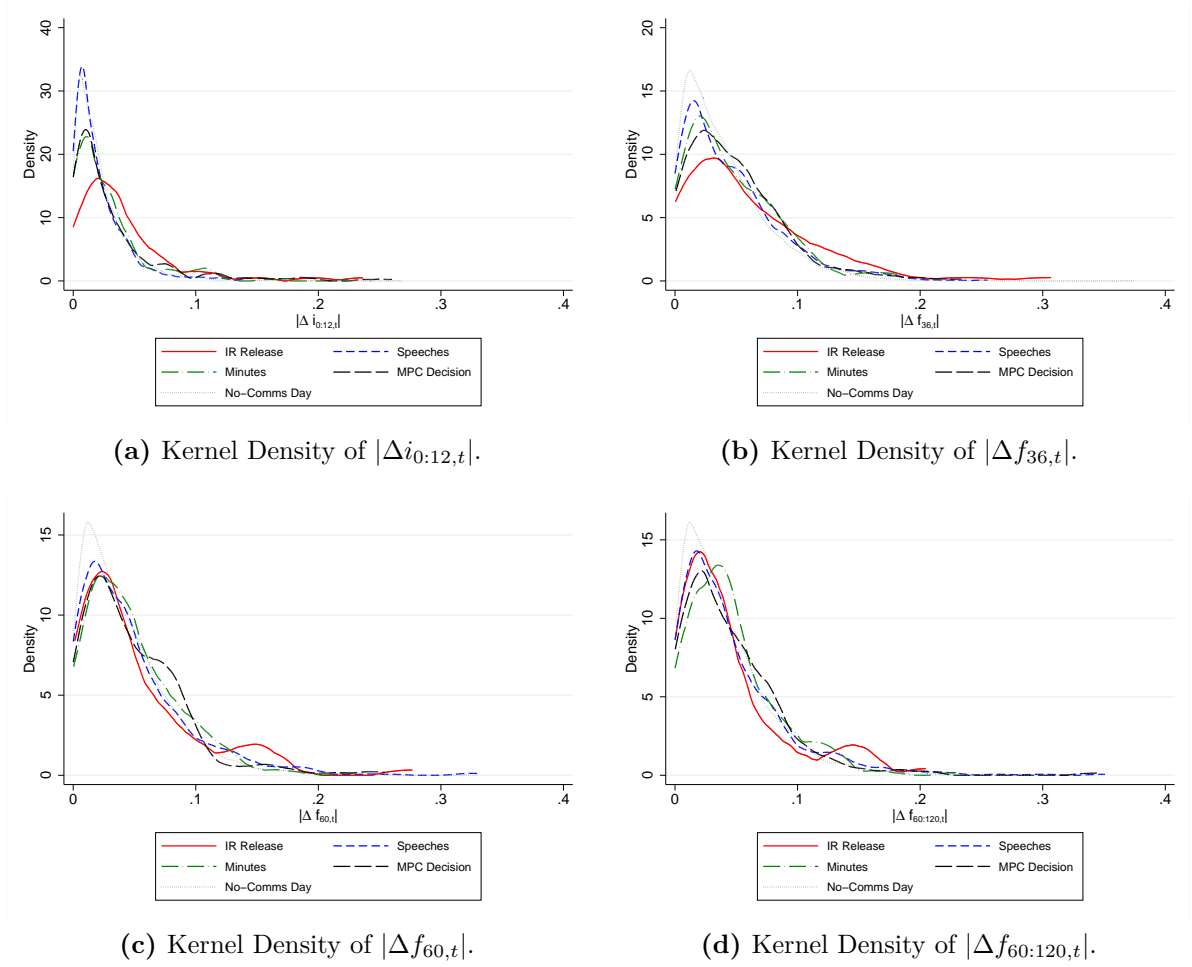 40
30
20
10
0
Density
0 .1 .2 .3 .4
|Δ i0:12,t|
IR Release Speeches
Minutes MPC Decision
No−Comms Day
(a) Kernel Density of |Δi0:12,t|.
20
15
10
5
0
Density
0 .1 .2 .3 .4
|Δ f36,t|
IR Release Speeches
Minutes MPC Decision
No−Comms Day
(b) Kernel Density of |Δf36,t|.
15
10
5
0
Density
0 .1 .2 .3 .4
|Δ f60,t|
IR Release Speeches
Minutes MPC Decision
No−Comms Day
(c) Kernel Density of |Δf60,t|.
15
10
5
0
Density
0 .1 .2 .3 .4
|Δ f60:120,t|
IR Release Speeches
Minutes MPC Decision
No−Comms Day
(d) Kernel Density of |Δf60:120,t|.